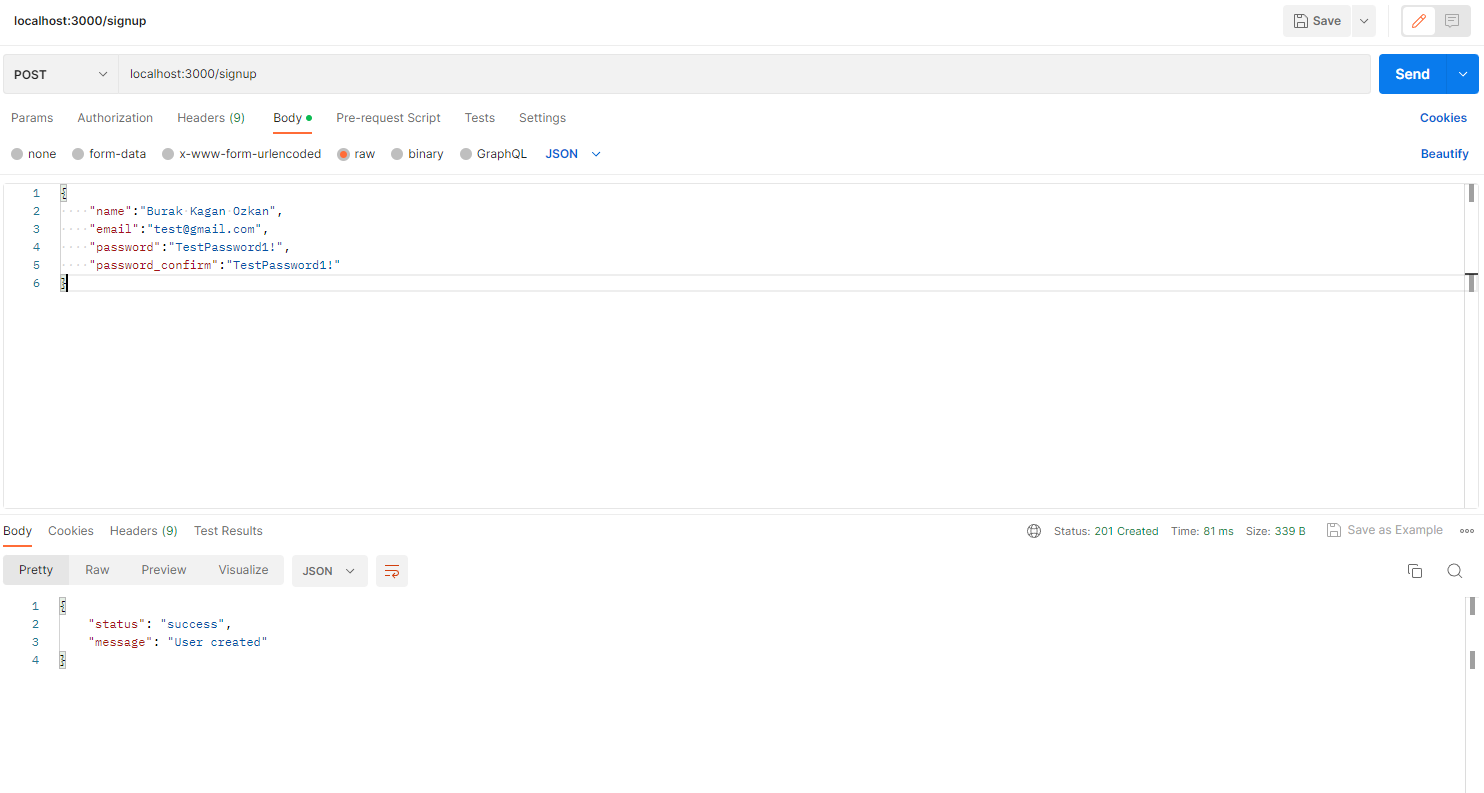 localhost:3000/signup
Save
POST
localhost:3000/signup
Send
Params Authorization Headers (9) Body Pre-request Script Tests Settings Cookies
none form-data x-www-form-urlencoded raw binary GraphQL JSON Beautify
1 {
2 "name":"Burak Kagan Ozkan",
3 "email":"test@gmail.com",
4 "password":"TestPassword1!",
5 "password_confirm":"TestPassword1!"
6 }
Body Cookies Headers (9) Test Results Status: 201 Created Time: 81 ms Size: 339 B Save as Example
Pretty Raw Preview Visualize JSON
1 {
2 "status": "success",
3 "message": "User created"
4 }